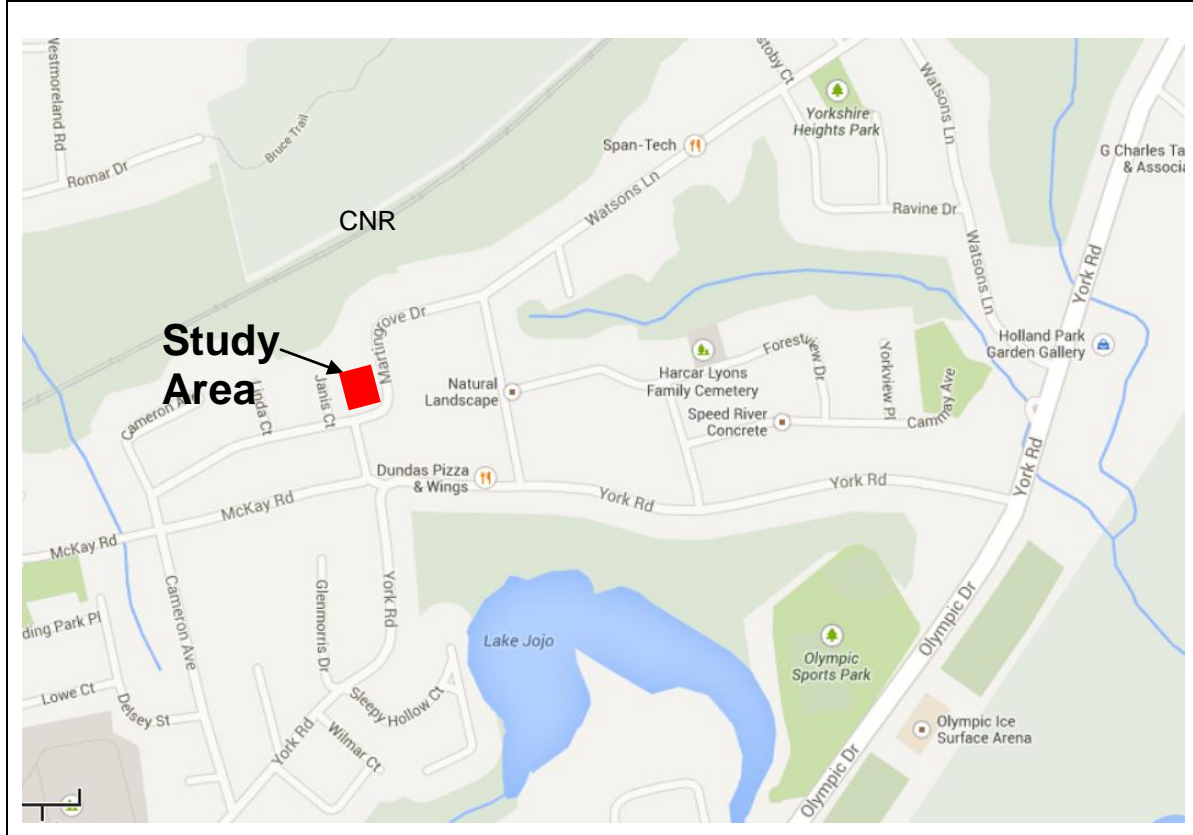 Westmoreland Rd
stoby Ct
Watsons Ln
Yorkshire
Heights Park
Bruce Trail
Span-Tech
G Charles Ta
& Associa
Romar Dr
CNR
Watsons Ln
Ravine Dr
Watsons Ln
York Rd
Martingrove Dr
Study
Area
Holland Park
Garden Gallery
Forestview Dr
Yorkview Pl
Harcar Lyons
Family Cemetery
Natural
Landscape
Janis Ct
Linda Ct
Cameron Ave
Cammay Ave
Speed River
Concrete
Dundas Pizza
& Wings
York Rd
York Rd
York Rd
McKay Rd
McKay Rd
Cameron Ave
Glenmorris Dr
York Rd
ding Park Pl
Lake Jojo
Olympic
Sports Park
Olympic Dr
Lowe Ct
Delsey St
Sleepy Hollow Ct
Wilmar Ct
York Rd
Olympic Ice
Surface Arena
Olympic Dr